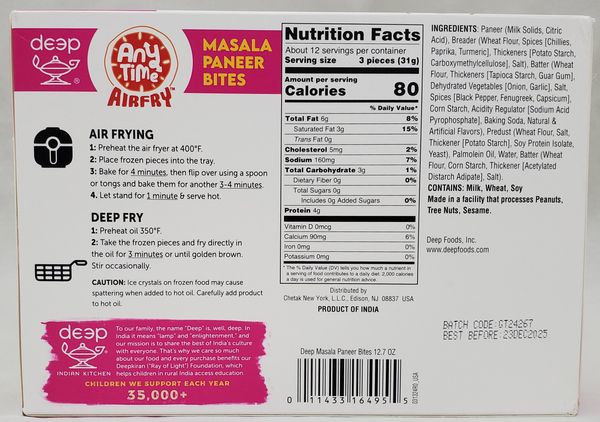 deep
INDIAN KITCHEN
Any
Time
AIRFRY™
MASALA
PANEER
BITES
AIR FRYING
1: Preheat the air fryer at 400°F.
2: Place frozen pieces into the tray.
3: Bake for 4 minutes, then flip over using a spoon
or tongs and bake them for another 3-4 minutes.
4: Let stand for 1 minute & serve hot.
DEEP FRY
1: Preheat oil 350°F.
2: Take the frozen pieces and fry directly in
the oil for 3 minutes or until golden brown.
Stir occasionally.
CAUTION: Ice crystals on frozen food may cause
spattering when added to hot oil. Carefully add product
to hot oil.
deep
INDIAN KITCHEN
To our family, the name "Deep" is, well, deep. In
India it means "lamp" and "enlightenment," and
our mission is to share the best of India's culture
with everyone. That's why we care so much
about our food and every purchase benefits our
Deepkiran ("Ray of Light") Foundation, which
helps children in rural India access education.
CHILDREN WE SUPPORT EACH YEAR
35,000+
Nutrition Facts
About 12 servings per container
Serving size 3 pieces (31g)
Amount per serving
Calories 80
% Daily Value*
Total Fat 6g 8%
Saturated Fat 3g 15%
Trans Fat 0g
Cholesterol 5mg 2%
Sodium 160mg 7%
Total Carbohydrate 3g 1%
Dietary Fiber 0g 0%
Total Sugars 0g
Includes 0g Added Sugars 0%
Protein 4g
Vitamin D 0mcg 0%
Calcium 90mg 6%
Iron 0mg 0%
Potassium 0mg 0%
* The % Daily Value (DV) tells you how much a nutrient in
a serving of food contributes to a daily diet. 2,000 calories
a day is used for general nutrition advice.
Distributed by
Chetak New York, L.L.C., Edison, NJ 08837 USA
PRODUCT OF INDIA
Deep Masala Paneer Bites 12.7 OZ
0 11433 16495 5
031324R0 USA
INGREDIENTS: Paneer (Milk Solids, Citric
Acid), Breader (Wheat Flour, Spices [Chillies,
Paprika, Turmeric], Thickeners [Potato Starch,
Carboxymethylcellulose], Salt), Batter (Wheat
Flour, Thickeners [Tapioca Starch, Guar Gum],
Dehydrated Vegetables [Onion, Garlic], Salt,
Spices [Black Pepper, Fenugreek, Capsicum],
Corn Starch, Acidity Regulator [Sodium Acid
Pyrophosphate], Baking Soda, Natural &
Artificial Flavors), Predust (Wheat Flour, Salt,
Thickener [Potato Starch], Soy Protein Isolate,
Yeast), Palmolein Oil, Water, Batter (Wheat
Flour, Corn Starch, Thickener [Acetylated
Distarch Adipate], Salt).
CONTAINS: Milk, Wheat, Soy
Made in a facility that processes Peanuts,
Tree Nuts, Sesame.
Deep Foods, Inc.
www.deepfoods.com
BATCH CODE:GT24267
BEST BEFORE:23DEC2025